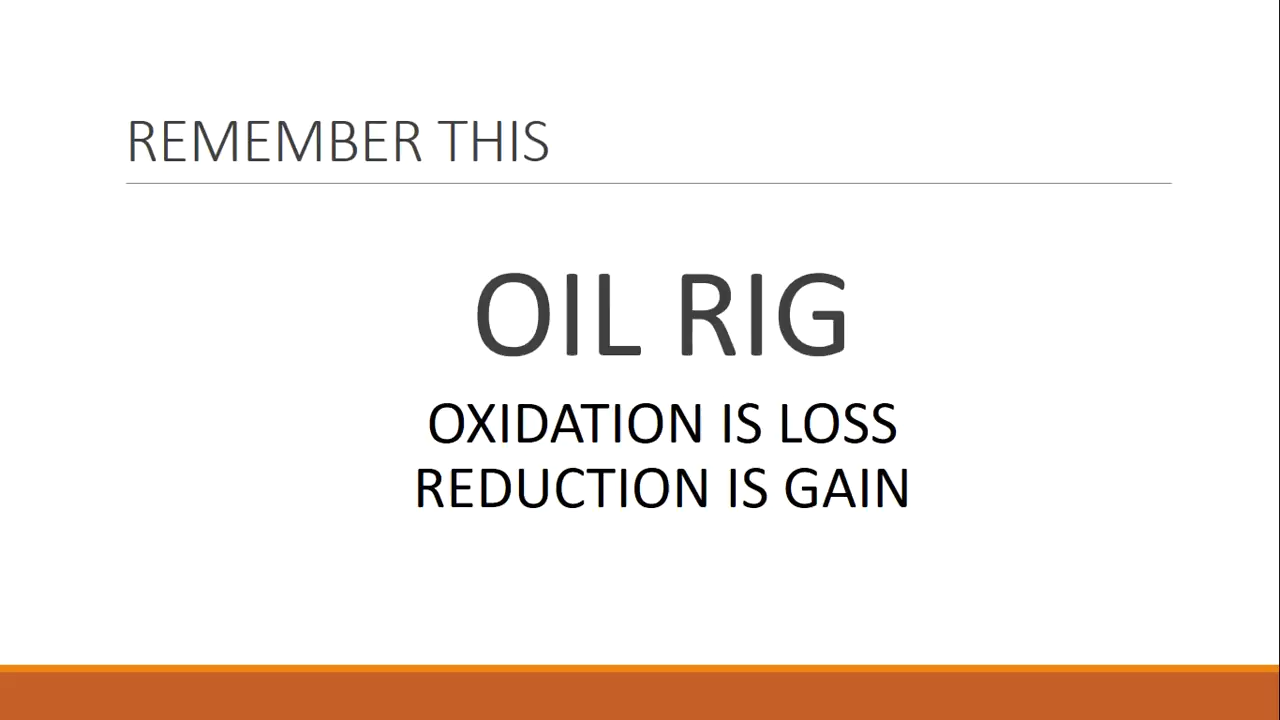 REMEMBER THIS
OIL RIG
OXIDATION IS LOSS
REDUCTION IS GAIN